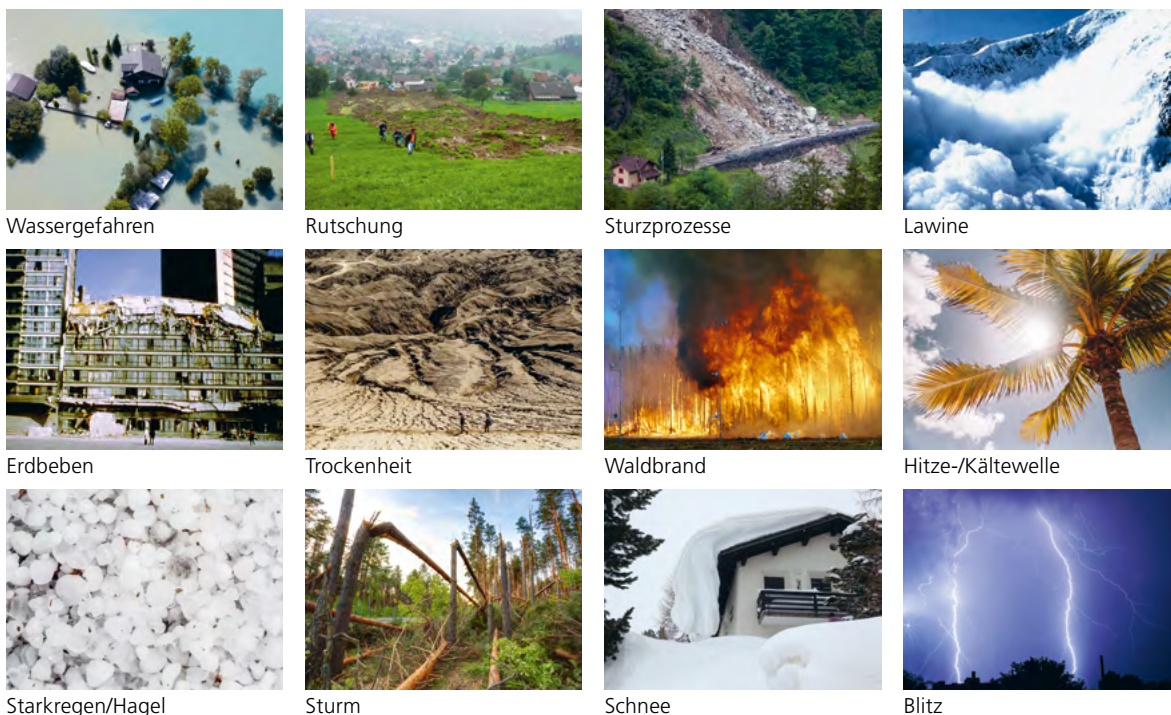 Wassergefahren
Rutschung
Sturzprozesse
Lawine
Erdbeben
Trockenheit
Waldbrand
Hitze-/Kältewelle
Starkregen/Hagel
Sturm
Schnee
Blitz